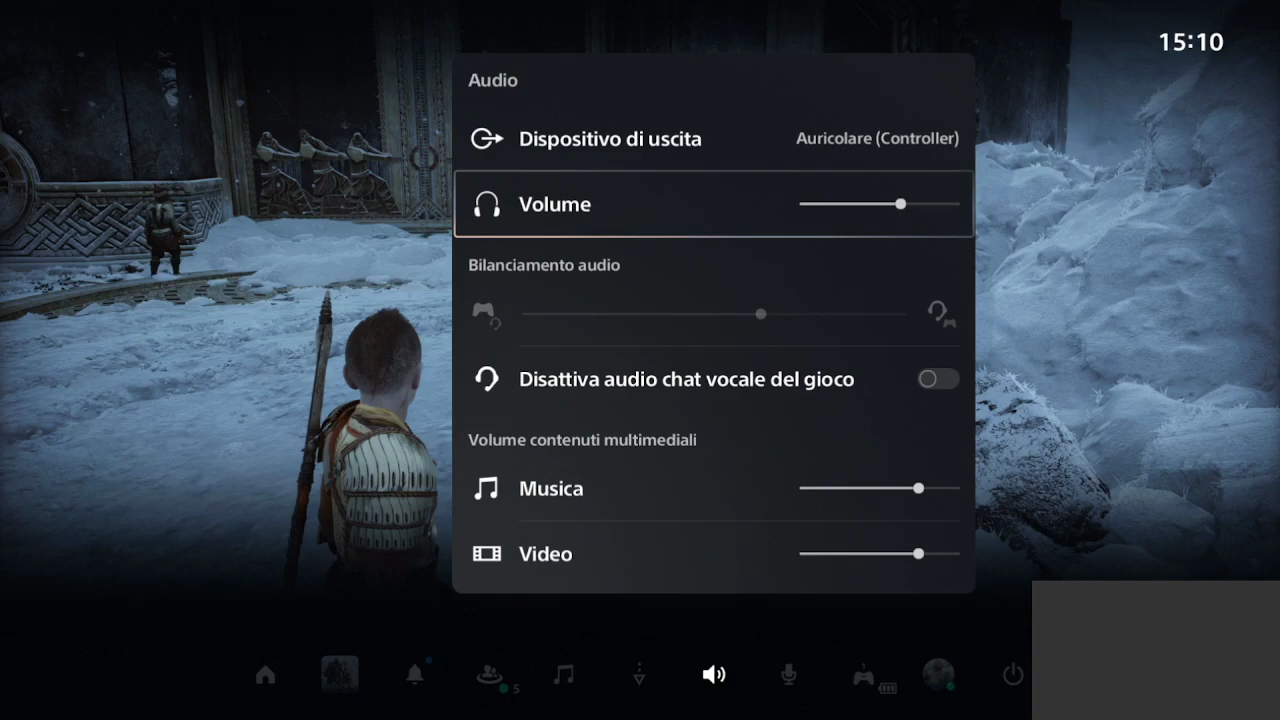 15:10
Audio
Dispositivo di uscita Auricolare (Controller)
Volume
Bilanciamento audio
Disattiva audio chat vocale del gioco
Volume contenuti multimediali
Musica
Video
5